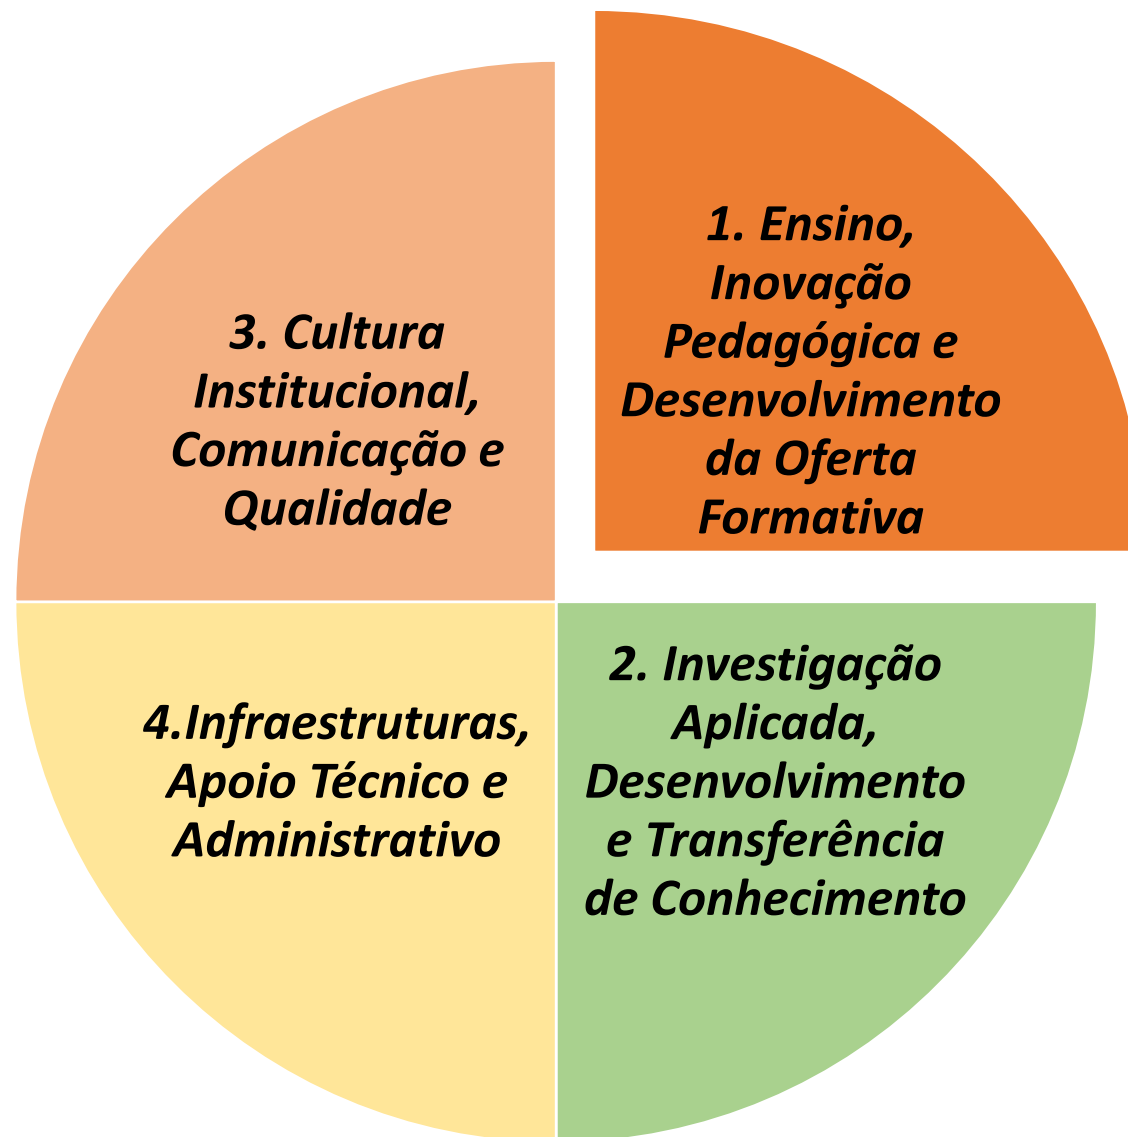 1. Ensino,
Inovação
Pedagógica e
Desenvolvimento
da Oferta
Formativa
2. Investigação
Aplicada,
Desenvolvimento
e Transferência
de Conhecimento
3. Cultura
Institucional,
Comunicação e
Qualidade
4.Infraestruturas,
Apoio Técnico e
Administrativo